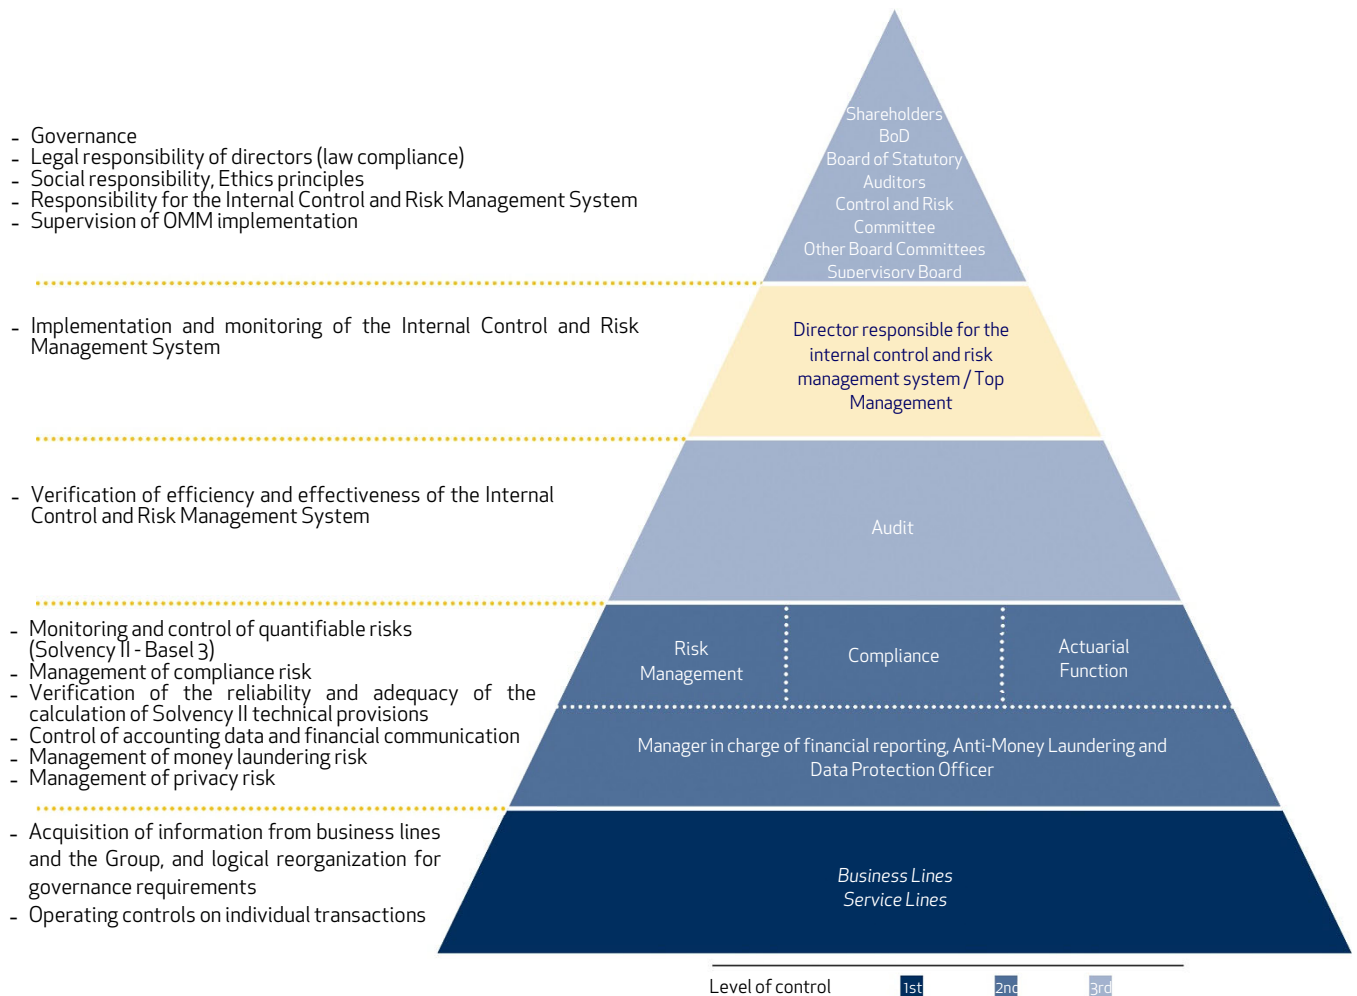 - Governance
- Legal responsibility of directors (law compliance)
- Social responsibility, Ethics principles
- Responsibility for the Internal Control and Risk Management System
- Supervision of OMM implementation
Shareholders
BoD
Board of Statutory
Auditors
Control and Risk
Committee
Other Board Committees
Supervisory Board
- Implementation and monitoring of the Internal Control and Risk
Management System
Director responsible for the
internal control and risk
management system / Top
Management
- Verification of efficiency and effectiveness of the Internal
Control and Risk Management System
Audit
- Monitoring and control of quantifiable risks
(Solvency II - Basel 3)
- Management of compliance risk
- Verification of the reliability and adequacy of the
calculation of Solvency II technical provisions
- Control of accounting data and financial communication
- Management of money laundering risk
- Management of privacy risk
Risk
Management
Compliance
Actuarial
Function
Manager in charge of financial reporting, Anti-Money Laundering and
Data Protection Officer
- Acquisition of information from business lines
and the Group, and logical reorganization for
governance requirements
- Operating controls on individual transactions
Business Lines
Service Lines
Level of control 1st 2nd 3rd